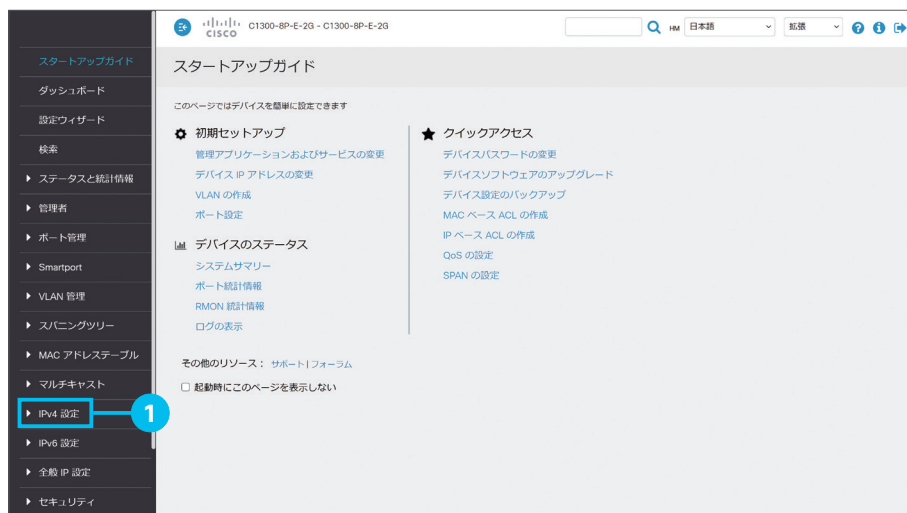 CISCO C1300-8P-E-2G - C1300-8P-E-2G HM 日本語 拡張
スタートアップガイド
ダッシュボード
設定ウィザード
検索
ステータスと統計情報
管理者
ポート管理
Smartport
VLAN 管理
スパニングツリー
MAC アドレステーブル
マルチキャスト
IPv4 設定
1
IPv6 設定
全般 IP 設定
セキュリティ
スタートアップガイド
このページではデバイスを簡単に設定できます
初期セットアップ
管理アプリケーションおよびサービスの変更
デバイス IP アドレスの変更
VLAN の作成
ポート設定
デバイスのステータス
システムサマリー
ポート統計情報
RMON 統計情報
ログの表示
クイックアクセス
デバイスパスワードの変更
デバイスソフトウェアのアップグレード
デバイス設定のバックアップ
MAC ベース ACL の作成
IP ベース ACL の作成
QoS の設定
SPAN の設定
その他のリソース： サポート | フォーラム
起動時にこのページを表示しない